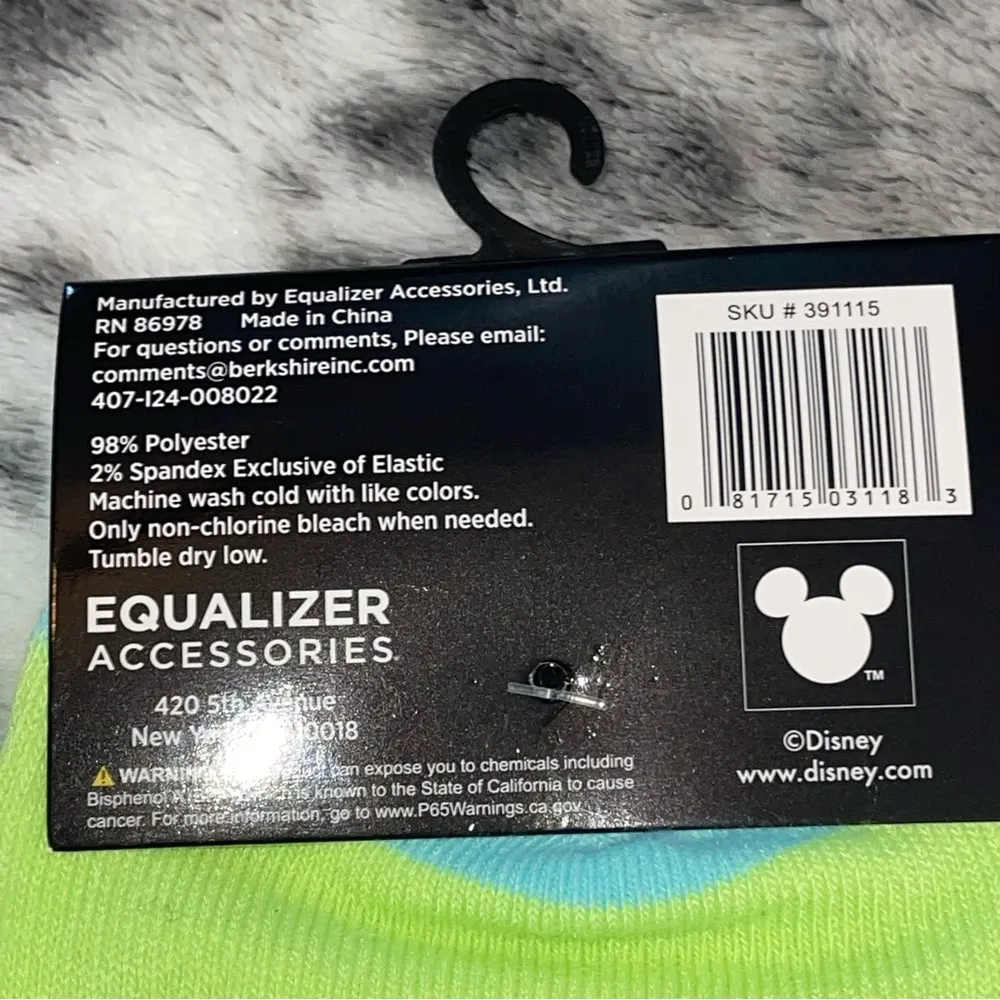 Manufactured by Equalizer Accessories, Ltd.
RN 86978 Made in China
For questions or comments, Please email:
comments@berkshireinc.com
407-I24-008022
98% Polyester
2% Spandex Exclusive of Elastic
Machine wash cold with like colors.
Only non-chlorine bleach when needed.
Tumble dry low.
EQUALIZER
ACCESSORIES
420 5th Avenue
New
WARNING can expose you to chemicals including
Bisphenol is known to the State of California to cause
cancer. For more information, go to www.P65Warnings.ca.gov
SKU # 391115
0 81715 03118 3
TM
©Disney
www.disney.com